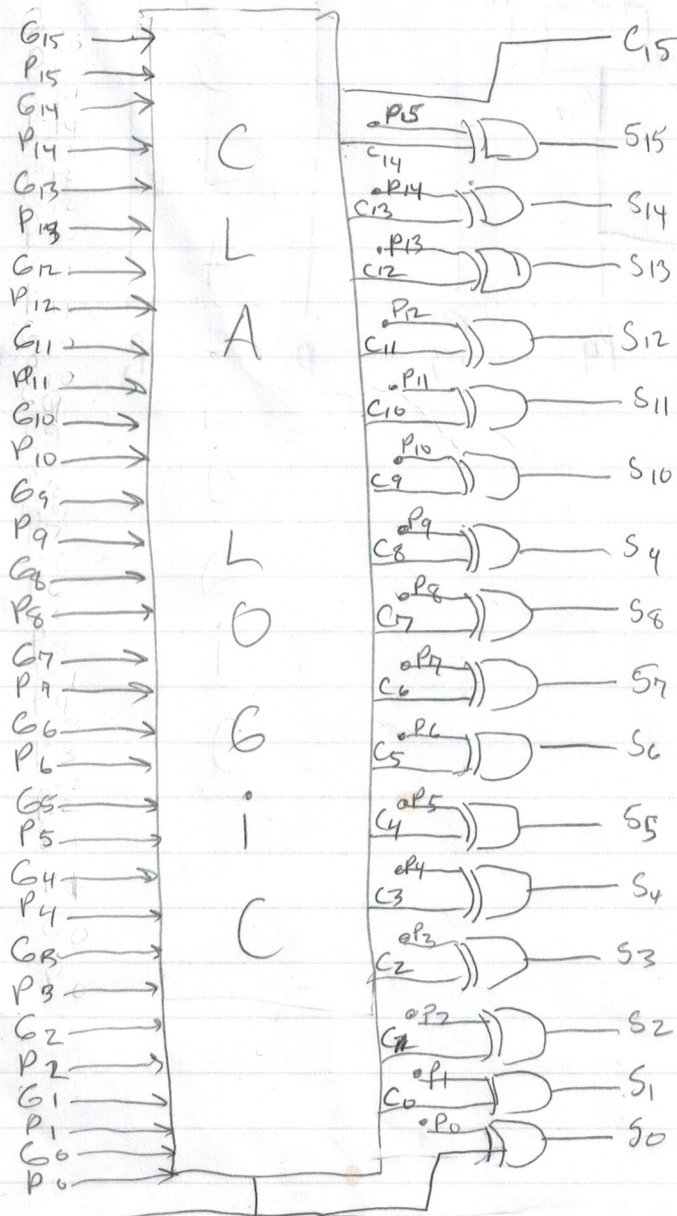 G15
P15
G14
P14
G13
P13
G12
P12
G11
P11
G10
P10
G9
P9
G8
P8
G7
P7
G6
P6
G5
P5
G4
P4
G3
P3
G2
P2
G1
P1
G0
P0
C
L
A
L
O
G
i
C
C15
P15
C14
S15
P14
C13
S14
P13
C12
S13
P12
C11
S12
P11
C10
S11
P10
C9
S10
P9
C8
S9
P8
C7
S8
P7
C6
S7
P6
C5
S6
P5
C4
S5
P4
C3
S4
P3
C2
S3
P2
C1
S2
P1
C0
S1
P0
S0